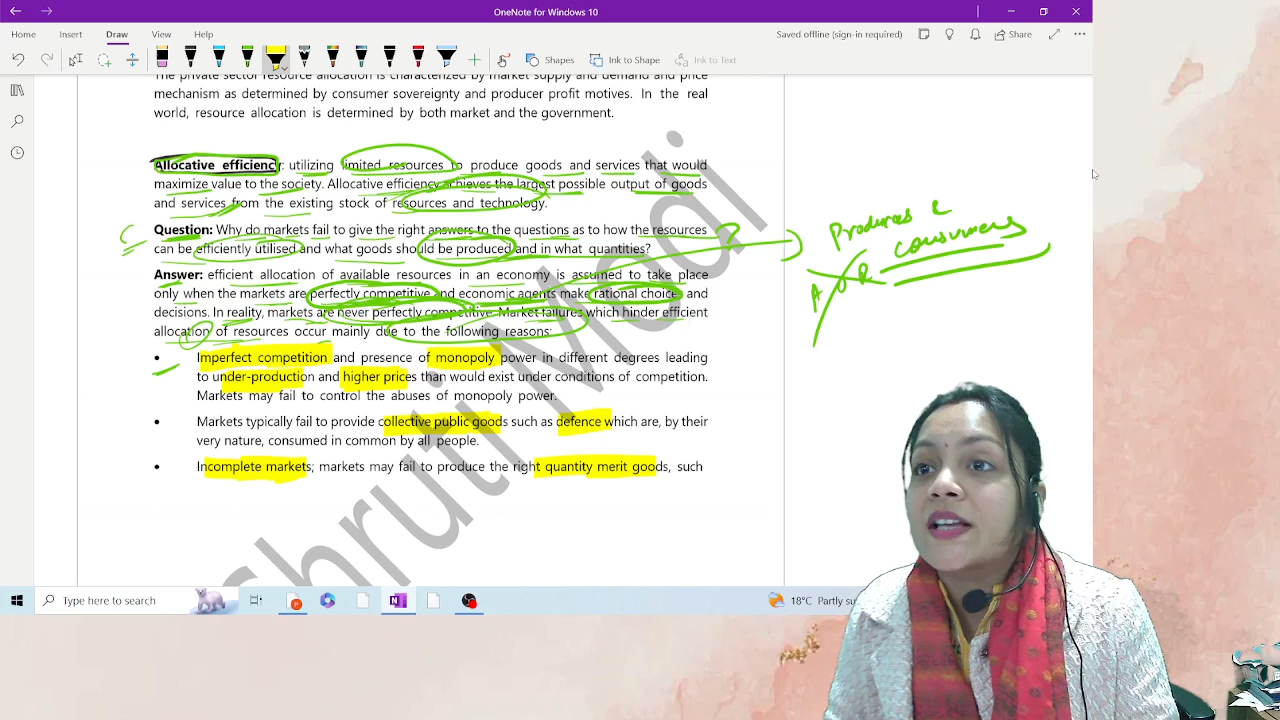 OneNote for Windows 10
Home Insert Draw View Help
Saved offline (sign-in required) Share
Shapes Ink to Shape Ink to Text
The private sector resource allocation is characterized by market supply and demand and price
mechanism as determined by consumer sovereignty and producer profit motives. In the real
world, resource allocation is determined by both market and the government.
Allocative efficiency: utilizing limited resources to produce goods and services that would
maximize value to the society. Allocative efficiency achieves the largest possible output of goods
and services from the existing stock of resources and technology.
Question: Why do markets fail to give the right answers to the questions as to how the resources
can be efficiently utilised and what goods should be produced and in what quantities?
Answer: efficient allocation of available resources in an economy is assumed to take place
only when the markets are perfectly competitive and economic agents make rational choices and
decisions. In reality, markets are never perfectly competitive. Market failures which hinder efficient
allocation of resources occur mainly due to the following reasons:
• Imperfect competition and presence of monopoly power in different degrees leading
to under-production and higher prices than would exist under conditions of competition.
Markets may fail to control the abuses of monopoly power.
• Markets typically fail to provide collective public goods such as defence which are, by their
very nature, consumed in common by all people.
• Incomplete markets; markets may fail to produce the right quantity merit goods, such
consumers
A R
Shruti Modi
Type here to search
18°C Partly su